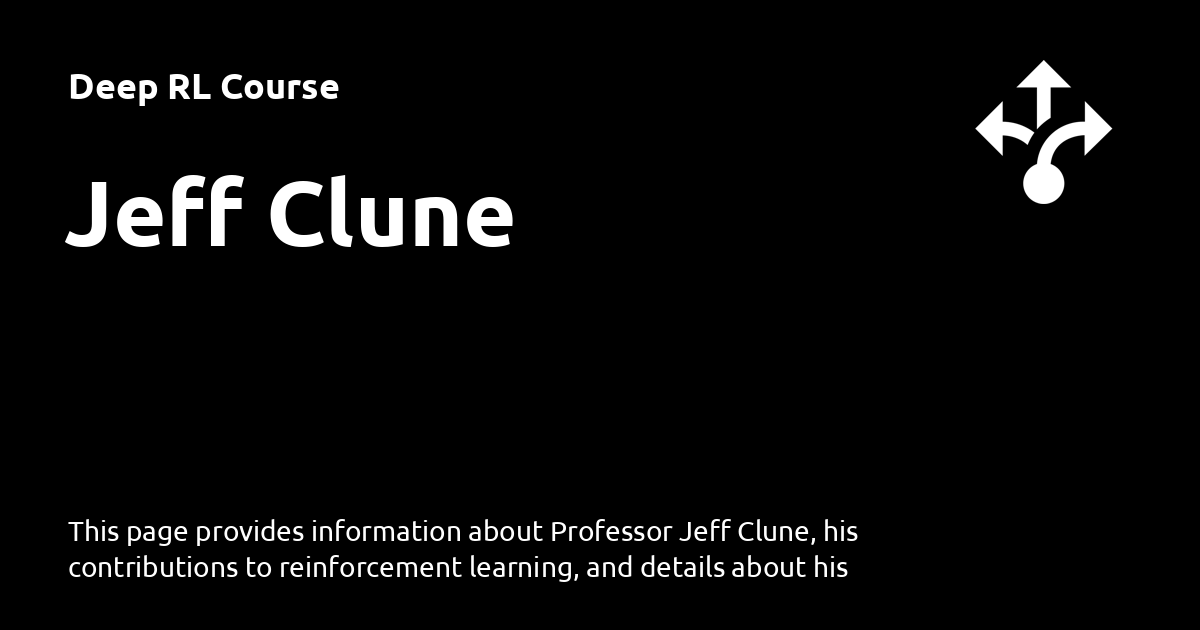 Deep RL Course
Jeff Clune
This page provides information about Professor Jeff Clune, his
contributions to reinforcement learning, and details about his